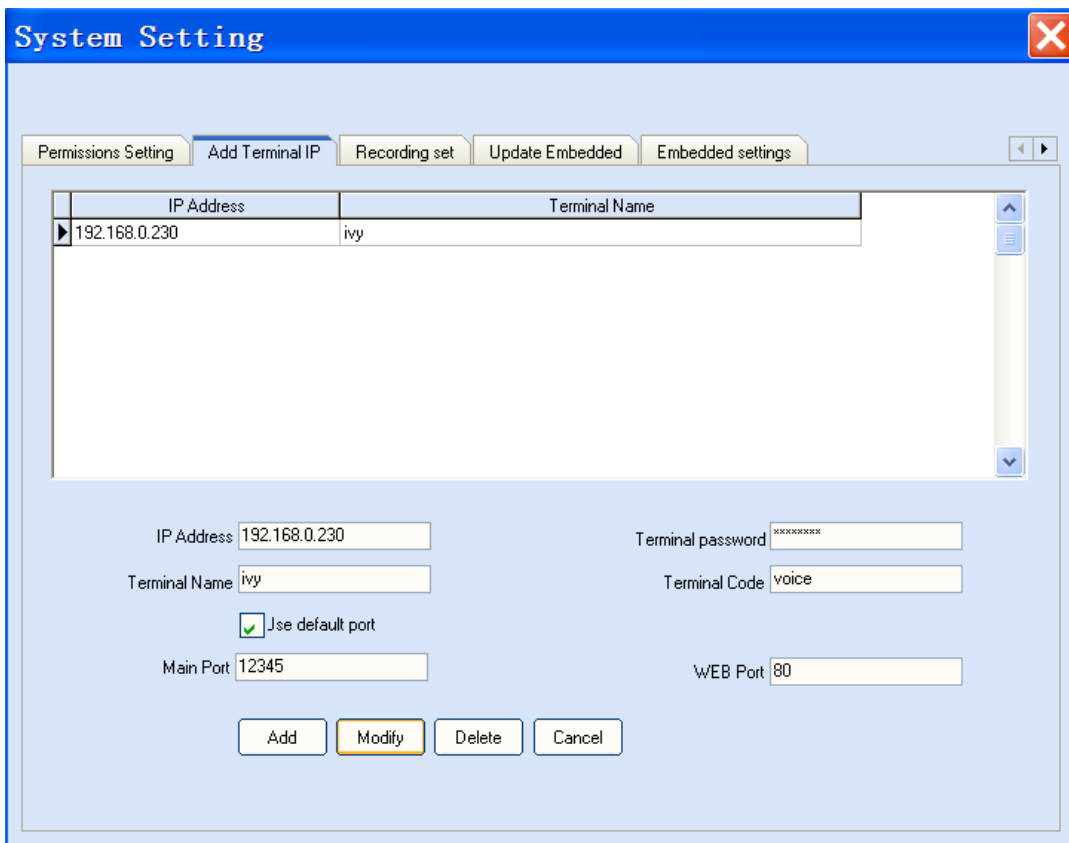 System Setting
Permissions Setting Add Terminal IP Recording set Update Embedded Embedded settings
IP Address Terminal Name
192.168.0.230 ivy
IP Address 192.168.0.230 Terminal password ********
Terminal Name ivy Terminal Code voice
Jse default port
Main Port 12345 WEB Port 80
Add Modify Delete Cancel